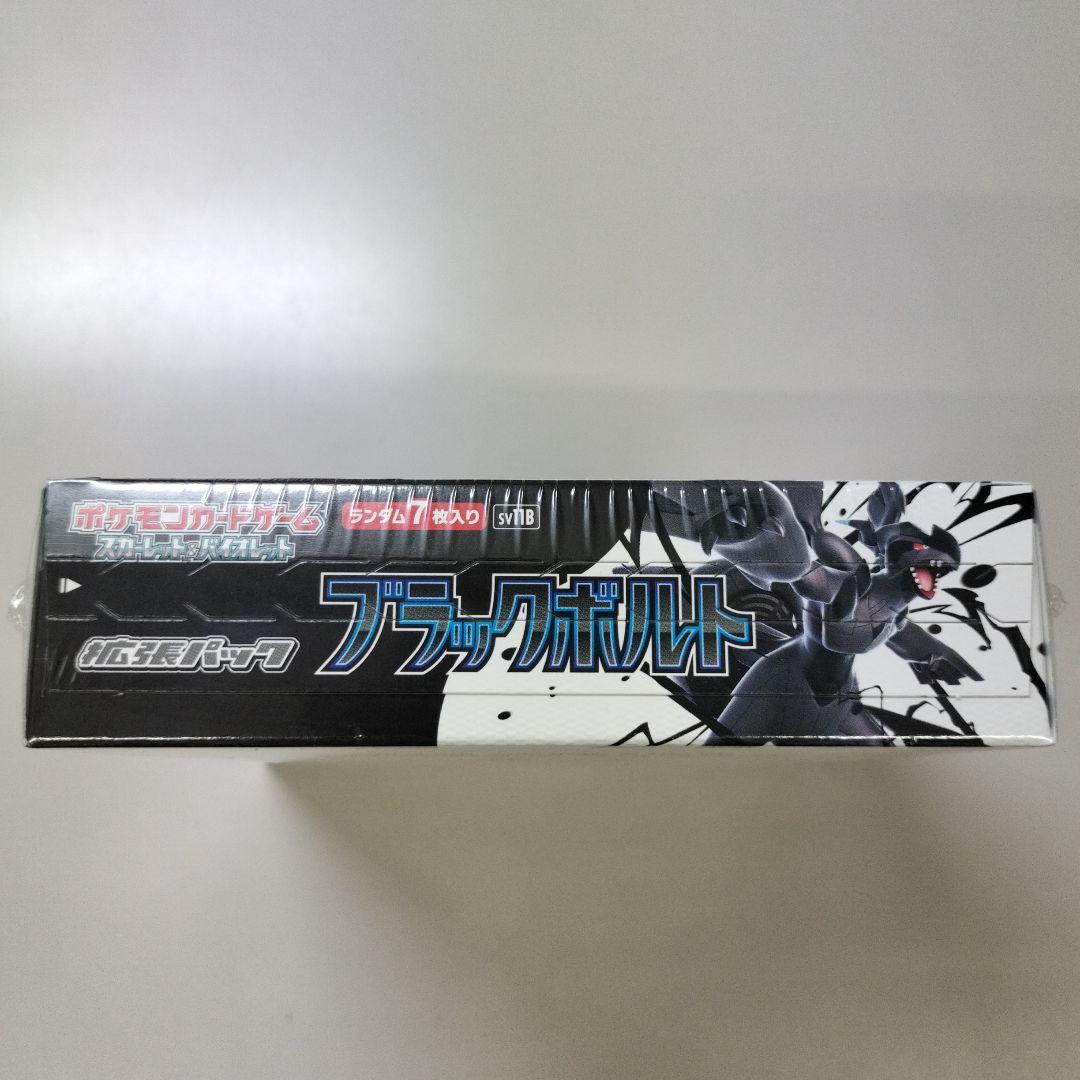 ポケモンカードゲーム
スカーレット&バイオレット
ランダム7枚入り
SV11B
拡張パック
ブラックボルト